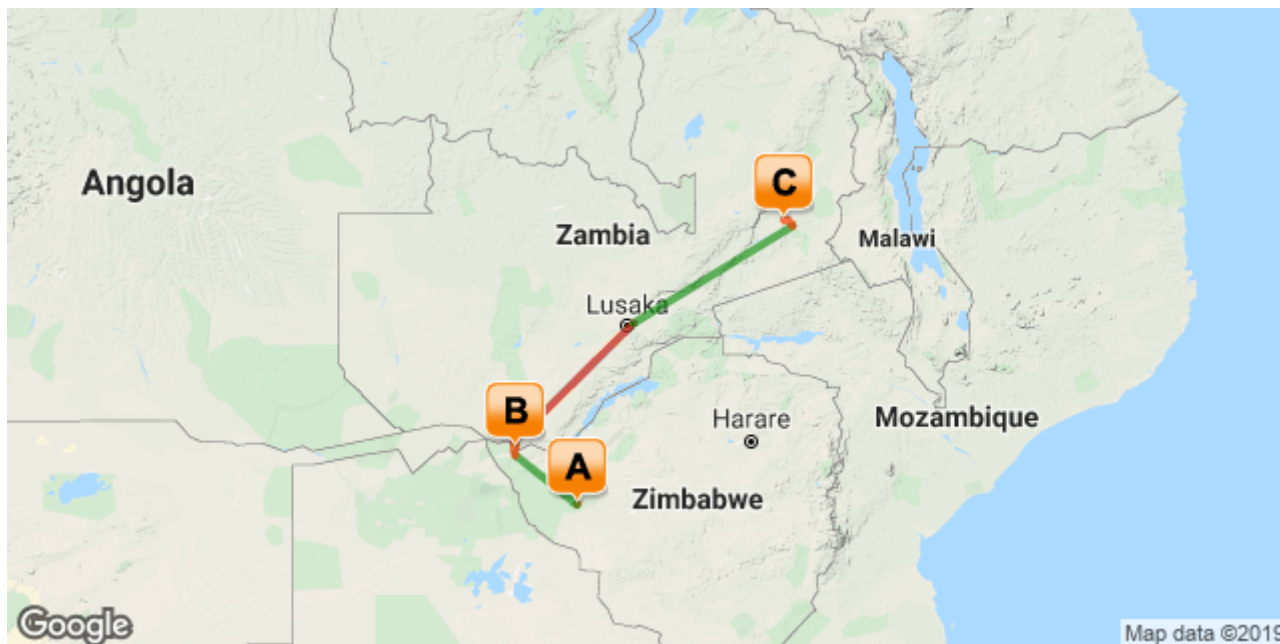 Angola
C
Zambia
Malawi
Lusaka
B
Harare
Mozambique
A
Zimbabwe
Google
Map data ©2019